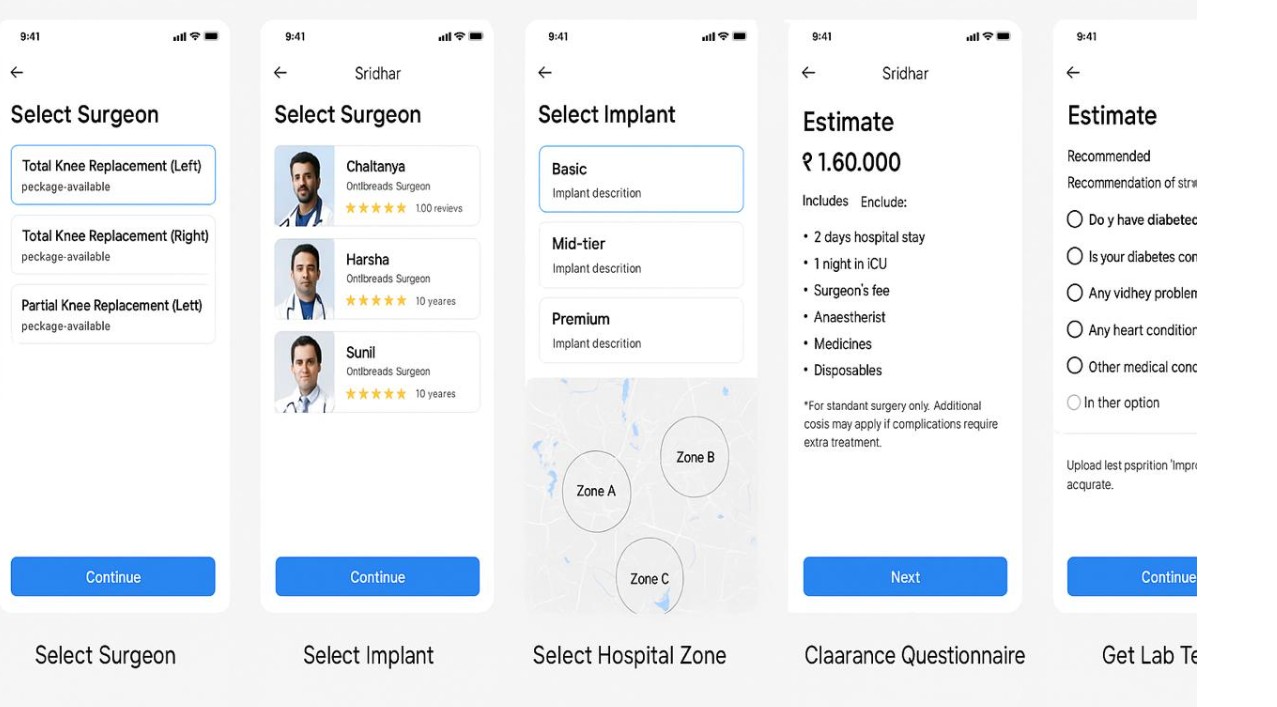 9:41
Select Surgeon
Total Knee Replacement (Left)
peckage-available
Total Knee Replacement (Right)
peckage-available
Partial Knee Replacement (Lett)
peckage-available
Continue
Select Surgeon
9:41
Sridhar
Select Surgeon
Chaltanya
Ontlbreads Surgeon
1.00 revievs
Harsha
Ontlbreads Surgeon
10 yeares
Sunil
Ontlbreads Surgeon
10 yeares
Continue
Select Implant
9:41
Select Implant
Basic
Implant descrition
Mid-tier
Implant descrition
Premium
Implant descrition
Zone B
Zone A
Zone C
Select Hospital Zone
9:41
Sridhar
Estimate
₹ 1.60.000
Includes Enclude:
• 2 days hospital stay
• 1 night in iCU
• Surgeon's fee
• Anaestherist
• Medicines
• Disposables
*For standant surgery only. Additional
cosis may apply if complications require
extra treatment.
Next
Claarance Questionnaire
9:41
Estimate
Recommended
Recommendation of
Do y have diabetec
Is your diabetes con
Any vidhey problem
Any heart condition
Other medical conc
In ther option
Upload lest psprition 'Impro
acqurate.
Continue
Get Lab Te